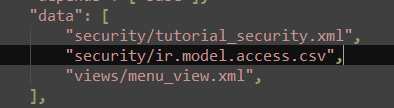 "data": [
"security/tutorial_security.xml",
"security/ir.model.access.csv",
"views/menu_view.xml",
],